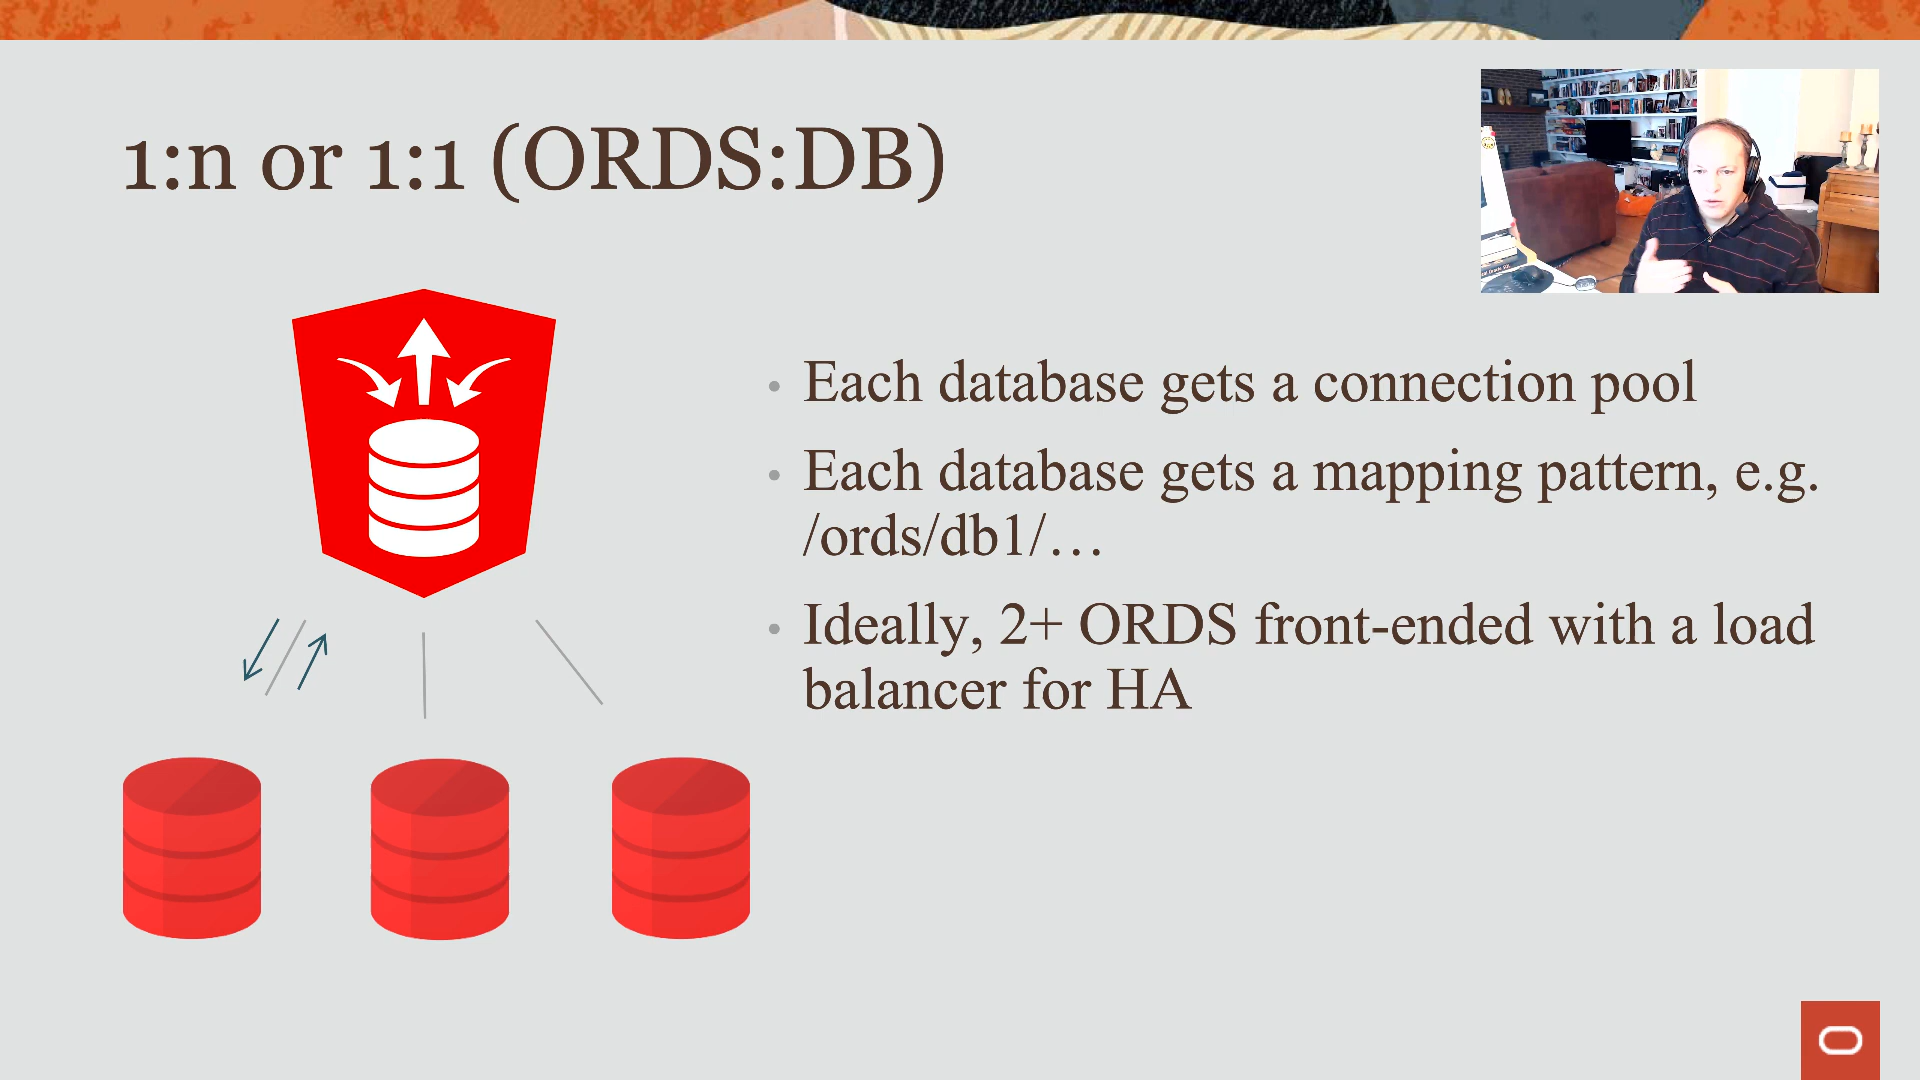 1:n or 1:1 (ORDS:DB)
Each database gets a connection pool
Each database gets a mapping pattern, e.g.
/ords/db1/…
Ideally, 2+ ORDS front-ended with a load
balancer for HA